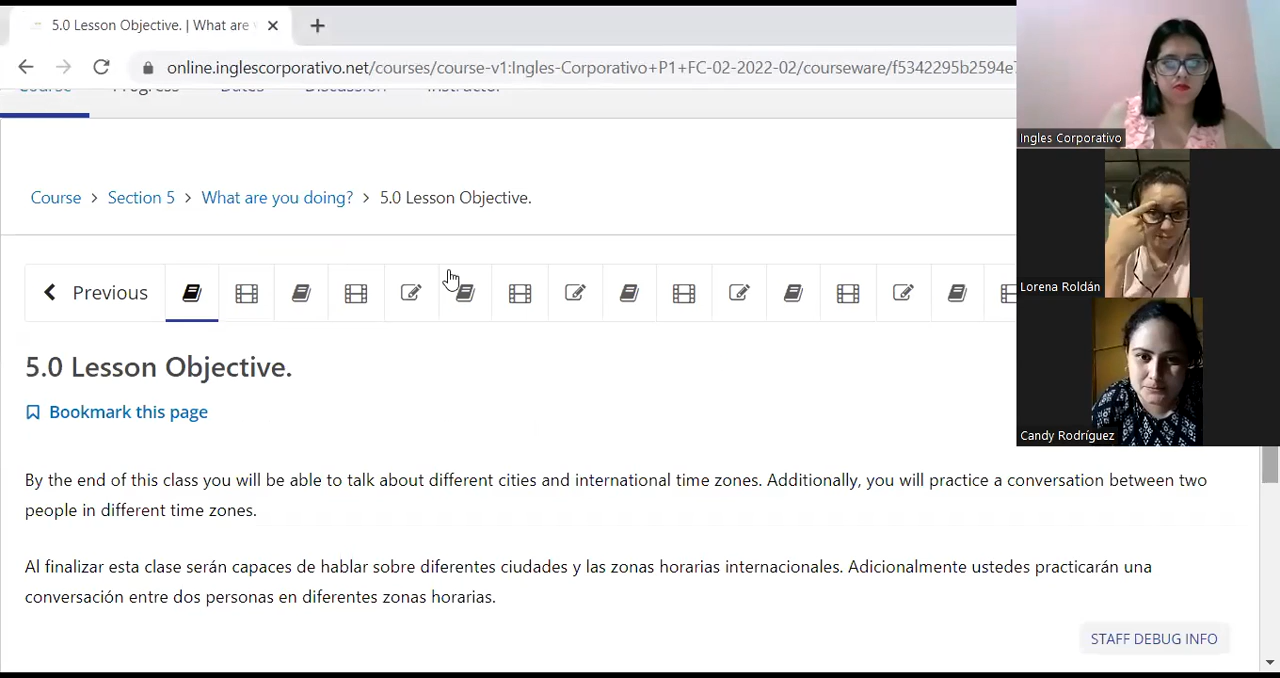 5.0 Lesson Objective. | What are
online.inglescorporativo.net/courses/course-v1:Ingles-Corporativo+P1+FC-02-2022-02/courseware/f5342295b2594e
Course Progress Dates Discussion Instructor
Ingles Corporativo
Course > Section 5 > What are you doing? > 5.0 Lesson Objective.
Previous
Lorena Roldán
5.0 Lesson Objective.
Bookmark this page
Candy Rodríguez
By the end of this class you will be able to talk about different cities and international time zones. Additionally, you will practice a conversation between two
people in different time zones.
Al finalizar esta clase serán capaces de hablar sobre diferentes ciudades y las zonas horarias internacionales. Adicionalmente ustedes practicarán una
conversación entre dos personas en diferentes zonas horarias.
STAFF DEBUG INFO